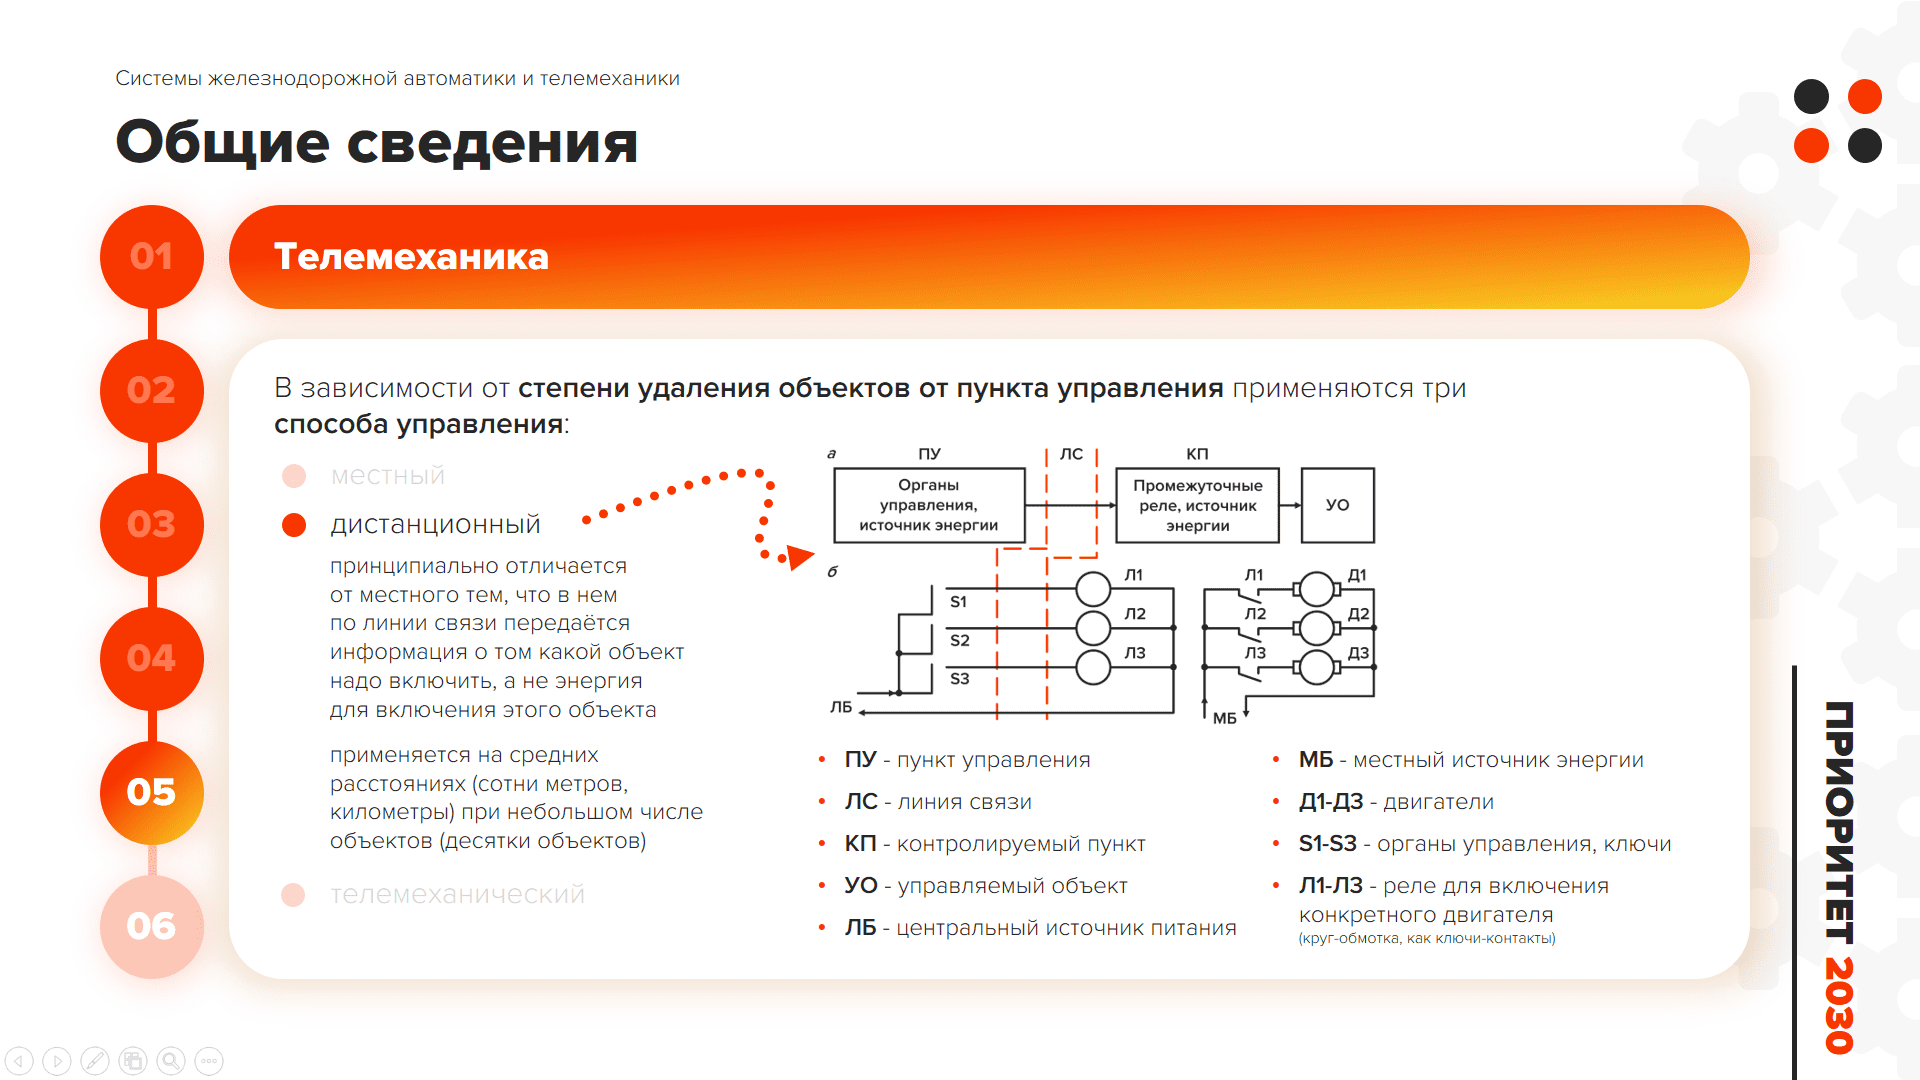 Системы железнодорожной автоматики и телемеханики
Общие сведения
01
Телемеханика
02
03
04
05
06
В зависимости от степени удаления объектов от пункта управления применяются три
способа управления:
местный
дистанционный
принципиально отличается
от местного тем, что в нем
по линии связи передаётся
информация о том какой объект
надо включить, а не энергия
для включения этого объекта
применяется на средних
расстояниях (сотни метров,
километры) при небольшом числе
объектов (десятки объектов)
телемеханический
а ПУ ЛС КП
Органы
управления,
источник энергии
Промежуточные
реле, источник
энергии
УО
б
S1 Л1 Л1 Д1
S2 Л2 Л2 Д2
S3 Л3 Л3 Д3
ЛБ МБ
• ПУ - пункт управления
• ЛС - линия связи
• КП - контролируемый пункт
• УО - управляемый объект
• ЛБ - центральный источник питания
• МБ - местный источник энергии
• Д1-Д3 - двигатели
• S1-S3 - органы управления, ключи
• Л1-Л3 - реле для включения
конкретного двигателя
(круг-обмотка, как ключи-контакты)
ПРИОРИТЕТ 2030